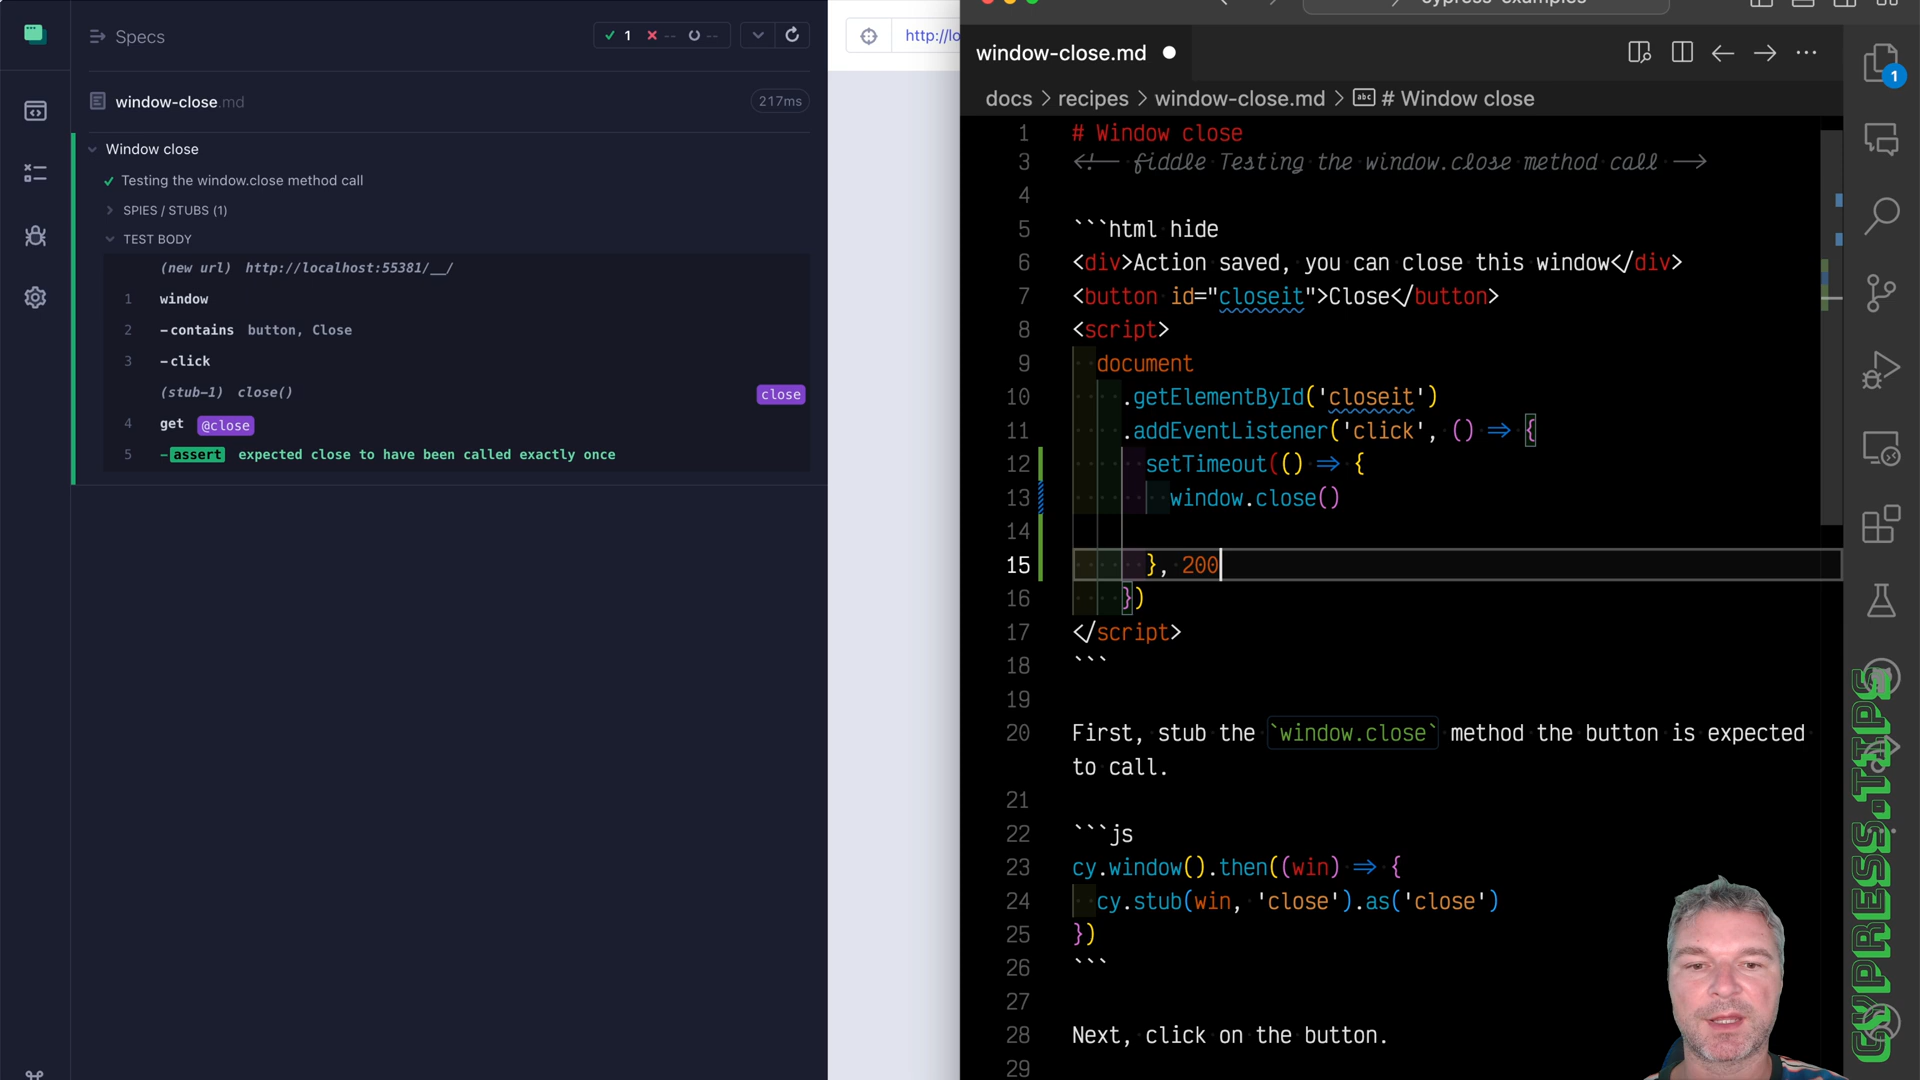 Specs
1 -- --
http://lo
window-close.md 217ms
Window close
Testing the window.close method call
SPIES / STUBS (1)
TEST BODY
(new url) http://localhost:55381/__/
1 window
2 -contains button, Close
3 -click
(stub-1) close() close
4 get @close
5 -assert expected close to have been called exactly once
cypress-examples
window-close.md
1
docs > recipes > window-close.md > # Window close
1 # Window close
3 <!-- fiddle Testing the window.close method call -->
4
5 ```html hide
6 <div>Action saved, you can close this window</div>
7 <button id="closeit">Close</button>
8 <script>
9 document
10 .getElementById('closeit')
11 .addEventListener('click', () => {
12 setTimeout(() => {
13 window.close()
14
15 }, 200
16 })
17 </script>
18 ```
19
20 First, stub the `window.close` method the button is expected
to call.
21
22 ```js
23 cy.window().then((win) => {
24 cy.stub(win, 'close').as('close')
25 })
26 ```
27
28 Next, click on the button.
29
CYPRESS.TIPS